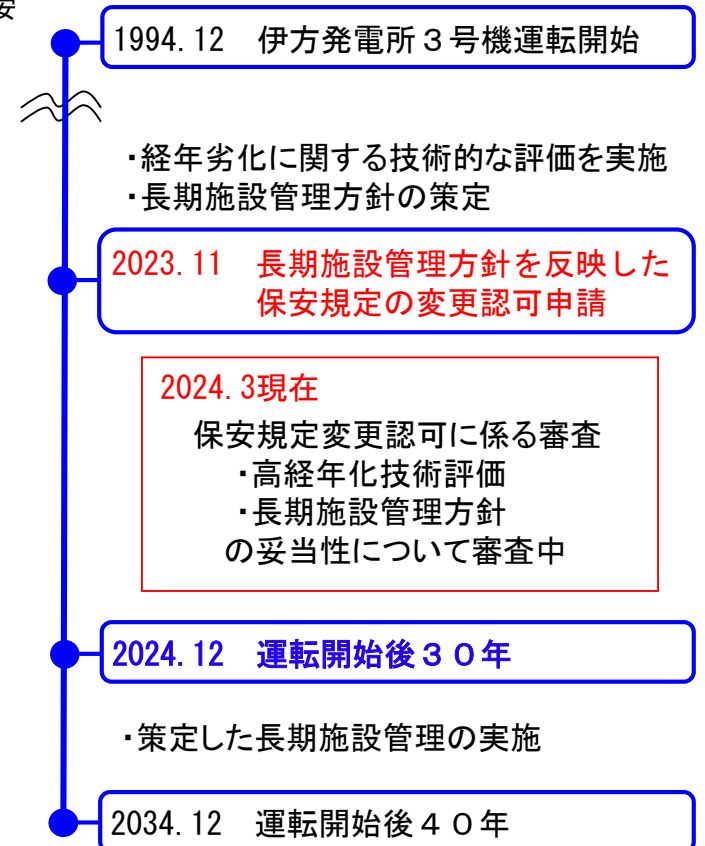 安
1994.12 伊方発電所３号機運転開始
・経年劣化に関する技術的な評価を実施
・長期施設管理方針の策定
2023.11 長期施設管理方針を反映した
保安規定の変更認可申請
2024.3現在
保安規定変更認可に係る審査
・高経年化技術評価
・長期施設管理方針
の妥当性について審査中
2024.12 運転開始後３０年
・策定した長期施設管理の実施
2034.12 運転開始後４０年